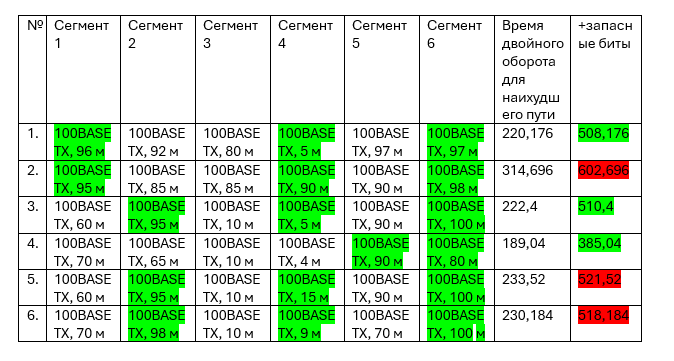 № Сегмент 1 Сегмент 2 Сегмент 3 Сегмент 4 Сегмент 5 Сегмент 6 Время двойного оборота для наихудш его пути +запасн ые биты
1. 100BASE TX, 96 м 100BASE TX, 92 м 100BASE TX, 80 м 100BASE TX, 5 м 100BASE TX, 97 м 100BASE TX, 97 м 220,176 508,176
2. 100BASE TX, 95 м 100BASE TX, 85 м 100BASE TX, 85 м 100BASE TX, 90 м 100BASE TX, 90 м 100BASE TX, 98 м 314,696 602,696
3. 100BASE TX, 60 м 100BASE TX, 95 м 100BASE TX, 10 м 100BASE TX, 5 м 100BASE TX, 90 м 100BASE TX, 100 м 222,4 510,4
4. 100BASE TX, 70 м 100BASE TX, 65 м 100BASE TX, 10 м 100BASE TX, 4 м 100BASE TX, 90 м 100BASE TX, 80 м 189,04 385,04
5. 100BASE TX, 60 м 100BASE TX, 95 м 100BASE TX, 10 м 100BASE TX, 15 м 100BASE TX, 90 м 100BASE TX, 100 м 233,52 521,52
6. 100BASE TX, 70 м 100BASE TX, 98 м 100BASE TX, 10 м 100BASE TX, 9 м 100BASE TX, 70 м 100BASE TX, 100 м 230,184 518,184